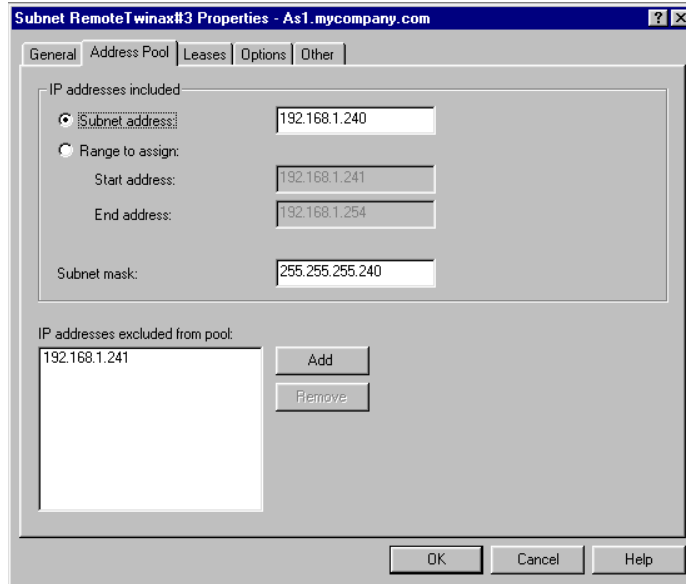 Subnet RemoteTwinax#3 Properties - As1.mycompany.com
General Address Pool Leases Options Other
IP addresses included
Subnet address: 192.168.1.240
Range to assign:
Start address: 192.168.1.241
End address: 192.168.1.254
Subnet mask: 255.255.255.240
IP addresses excluded from pool:
192.168.1.241 Add
Remove
OK Cancel Help